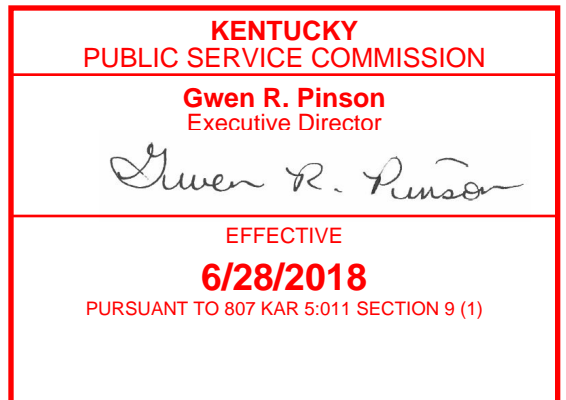 KENTUCKY
PUBLIC SERVICE COMMISSION
Gwen R. Pinson
Executive Director
Gwen R. Pinson
EFFECTIVE
6/28/2018
PURSUANT TO 807 KAR 5:011 SECTION 9 (1)